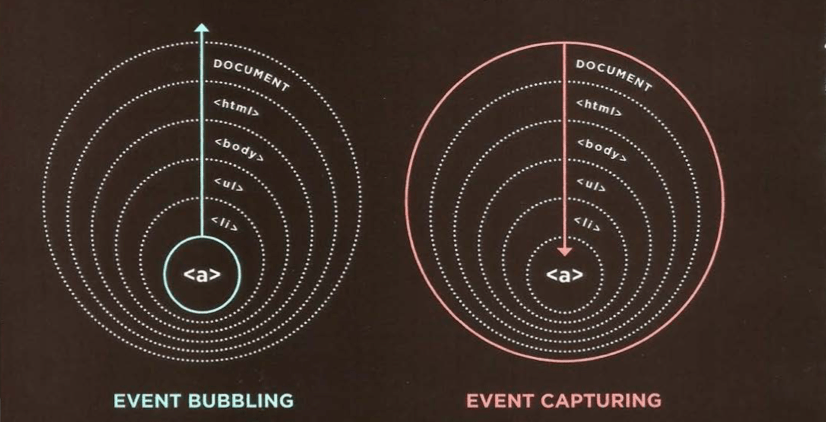 DOCUMENT
<html>
<body>
<ul>
<li>
<a>
EVENT BUBBLING
DOCUMENT
<html>
<body>
<ul>
<li>
<a>
EVENT CAPTURING